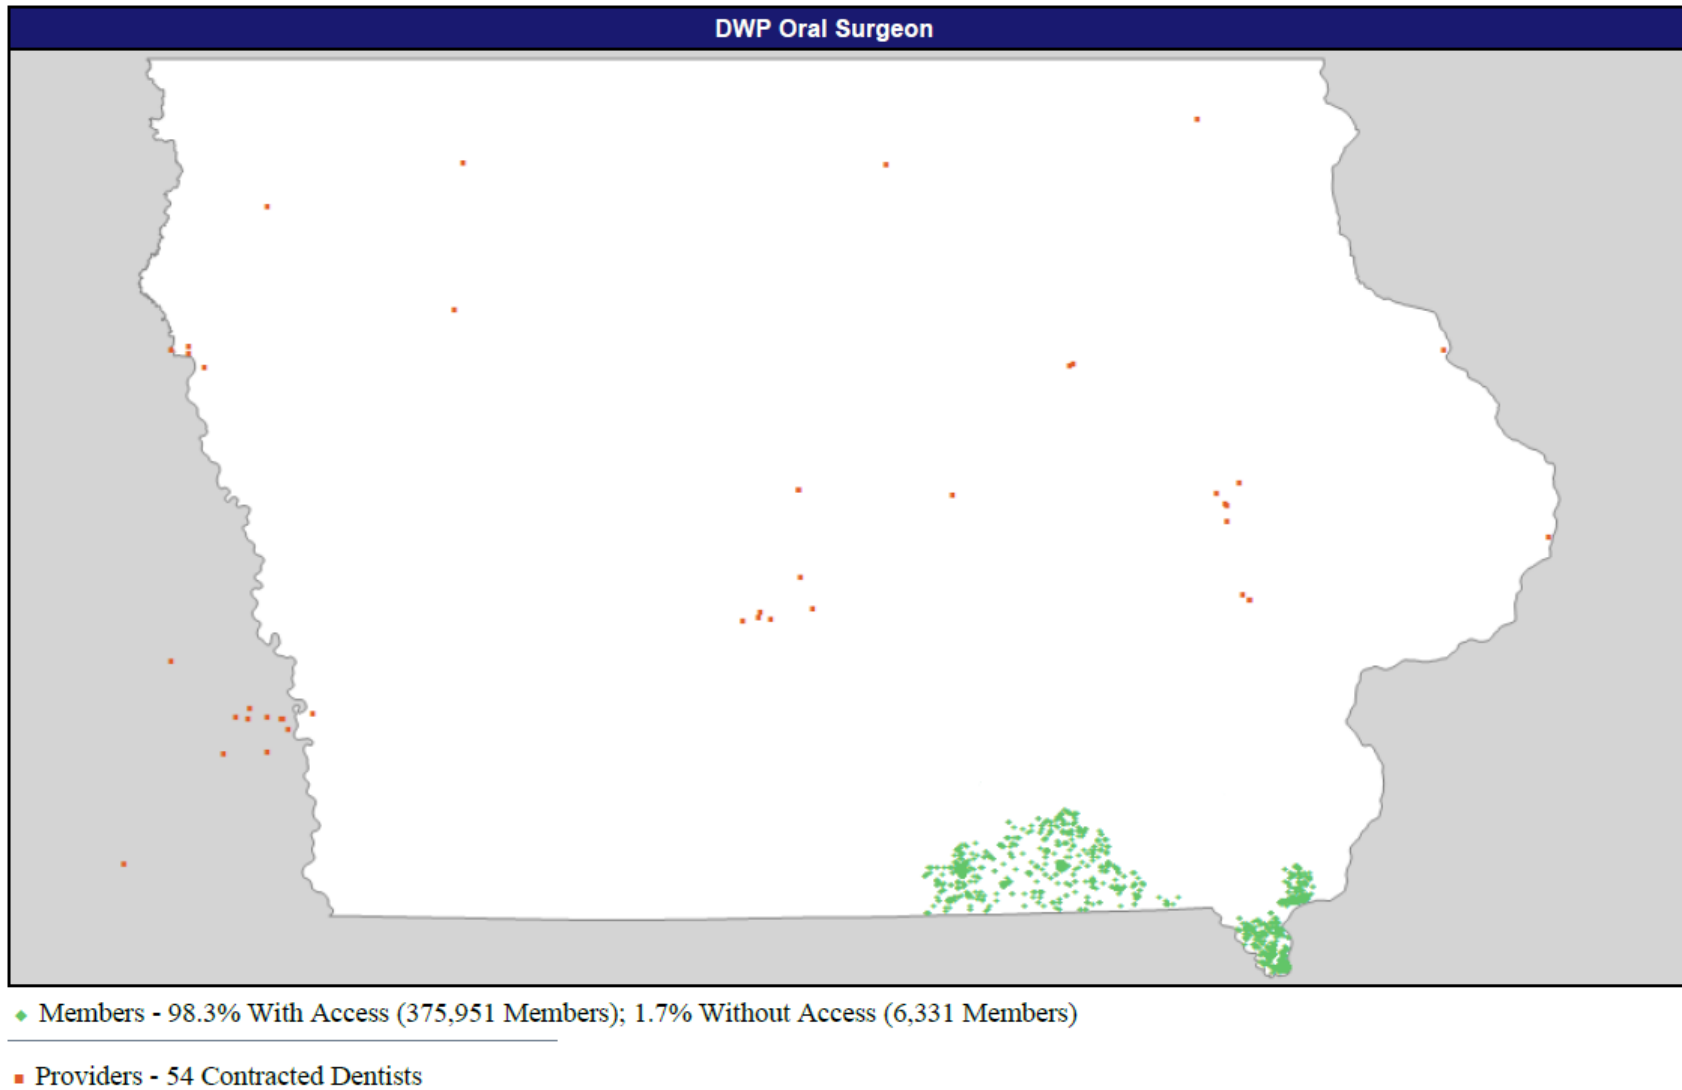 DWP Oral Surgeon
Members - 98.3% With Access (375,951 Members); 1.7% Without Access (6,331 Members)
Providers - 54 Contracted Dentists